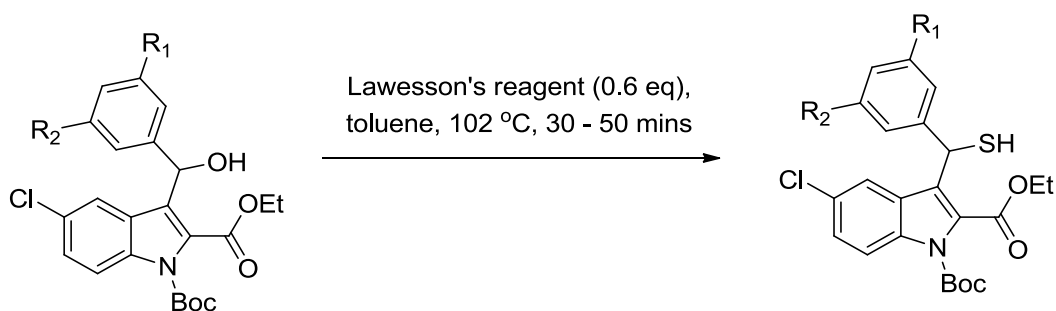 R1
R2
OH
Cl
OEt
O
N
Boc
Lawesson's reagent (0.6 eq),
toluene, 102 °C, 30 - 50 mins
R1
R2
SH
Cl
OEt
O
N
Boc